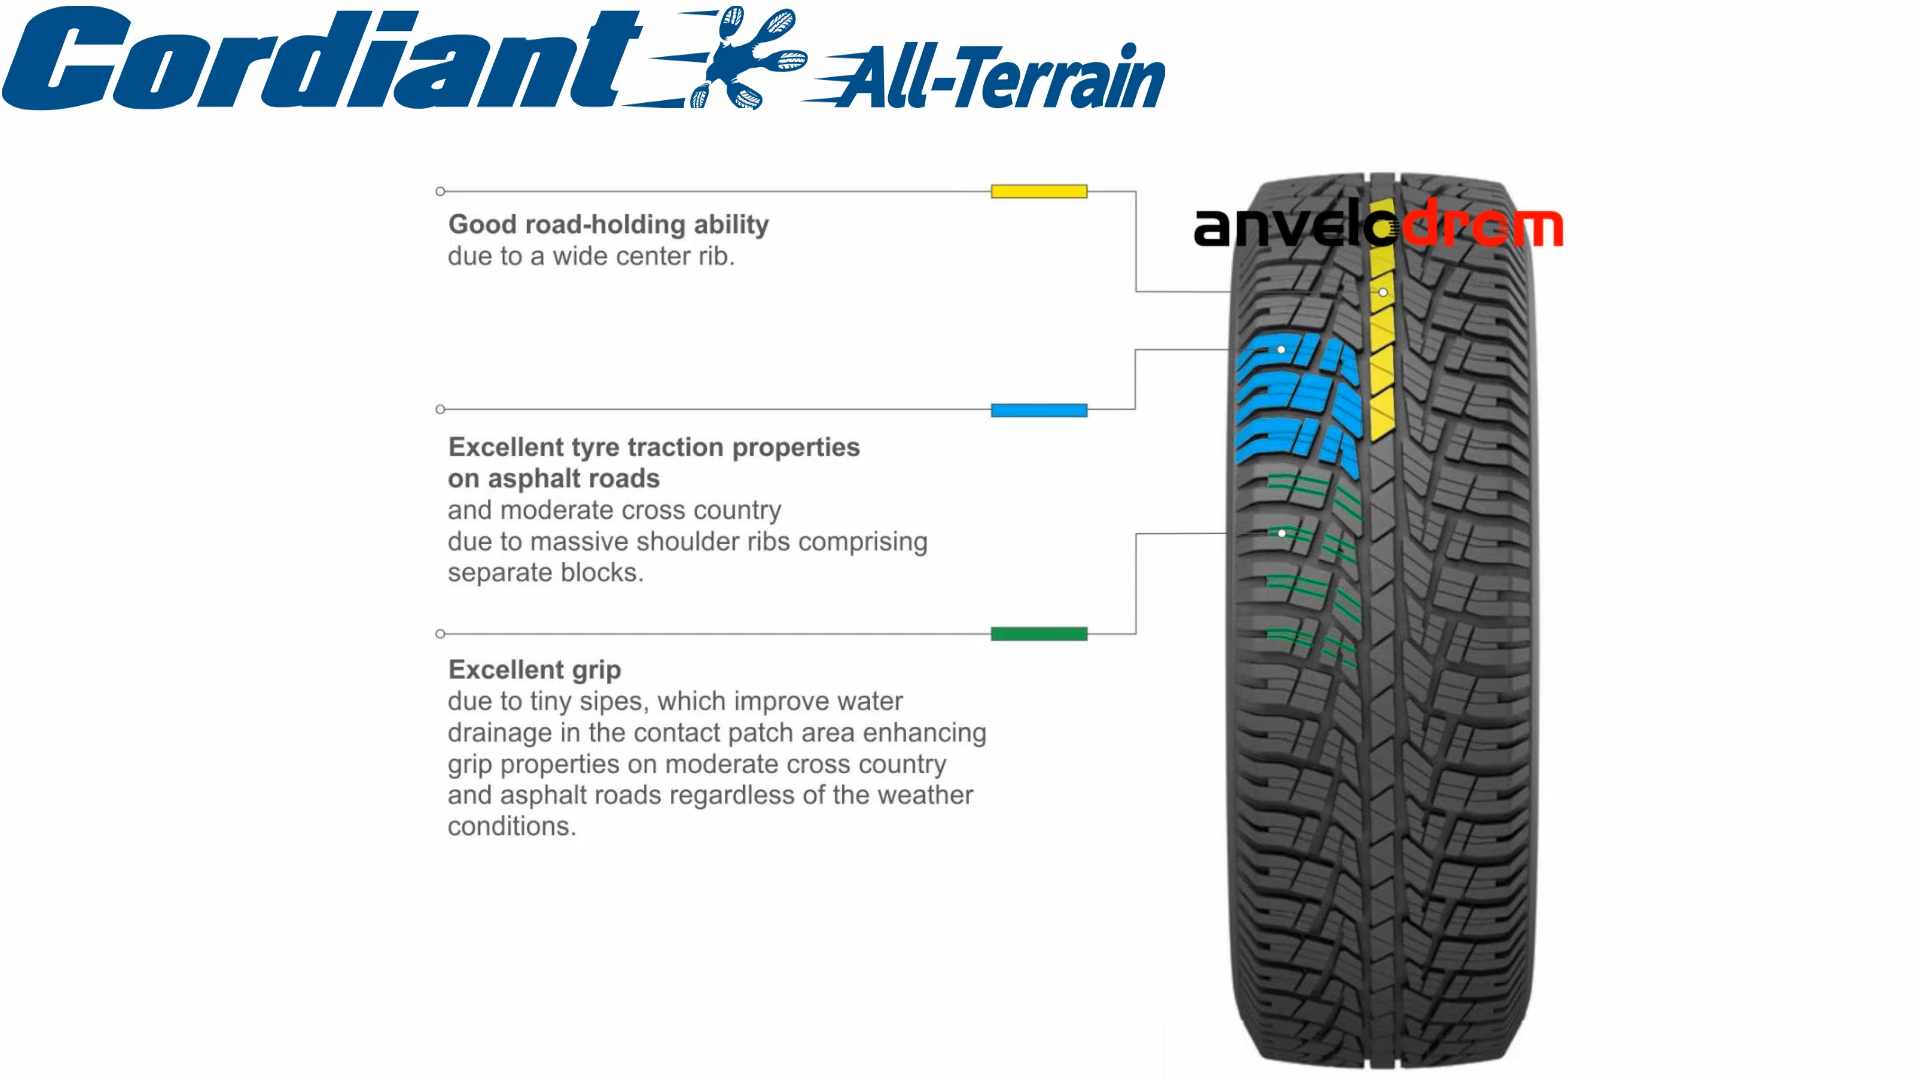 Cordiant All-Terrain
anvelodrom
Good road-holding ability
due to a wide center rib.
Excellent tyre traction properties
on asphalt roads
and moderate cross country
due to massive shoulder ribs comprising
separate blocks.
Excellent grip
due to tiny sipes, which improve water
drainage in the contact patch area enhancing
grip properties on moderate cross country
and asphalt roads regardless of the weather
conditions.